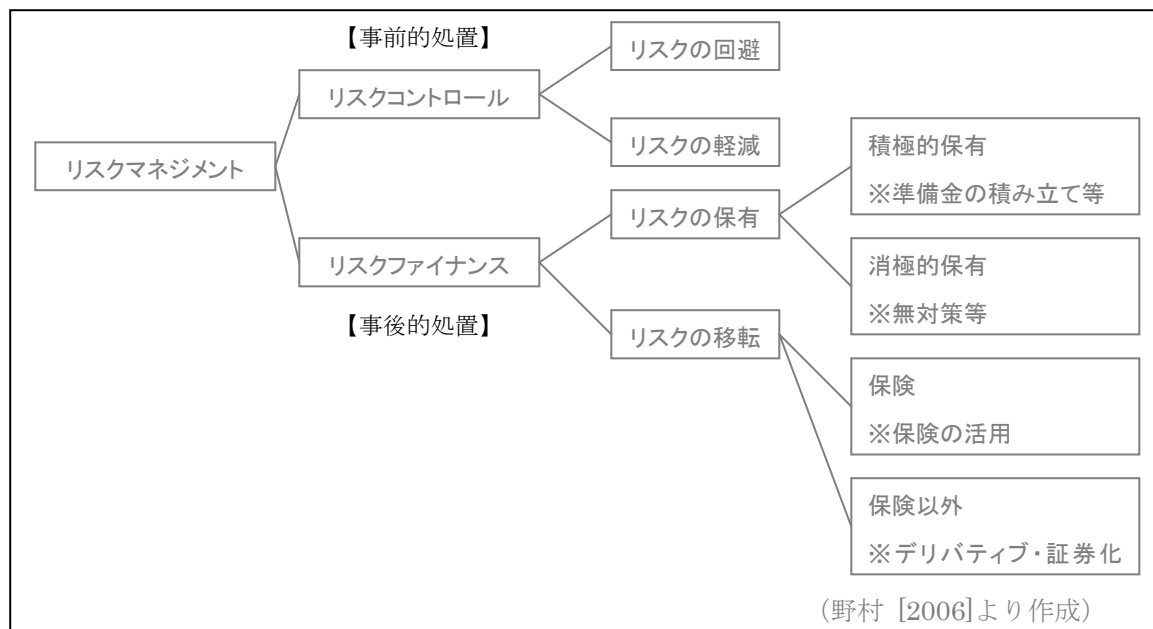 【事前的処置】
リスクの回避
リスクコントロール
リスクの軽減
リスクマネジメント
積極的保有
※準備金の積み立て等
リスクの保有
リスクファイナンス
消極的保有
※無対策等
【事後的処置】
リスクの移転
保険
※保険の活用
保険以外
※デリバティブ・証券化
（野村 [2006]より作成）